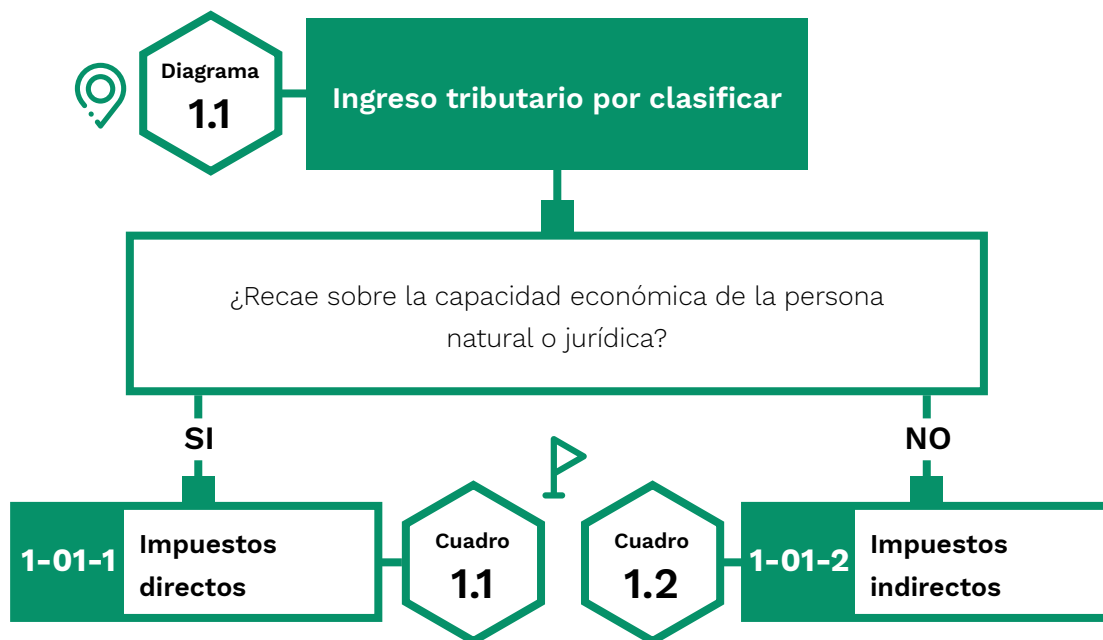 Diagrama
1.1
Ingreso tributario por clasificar
¿Recae sobre la capacidad económica de la persona
natural o jurídica?
SI
NO
1-01-1
Impuestos
directos
Cuadro
1.1
Cuadro
1.2
1-01-2
Impuestos
indirectos